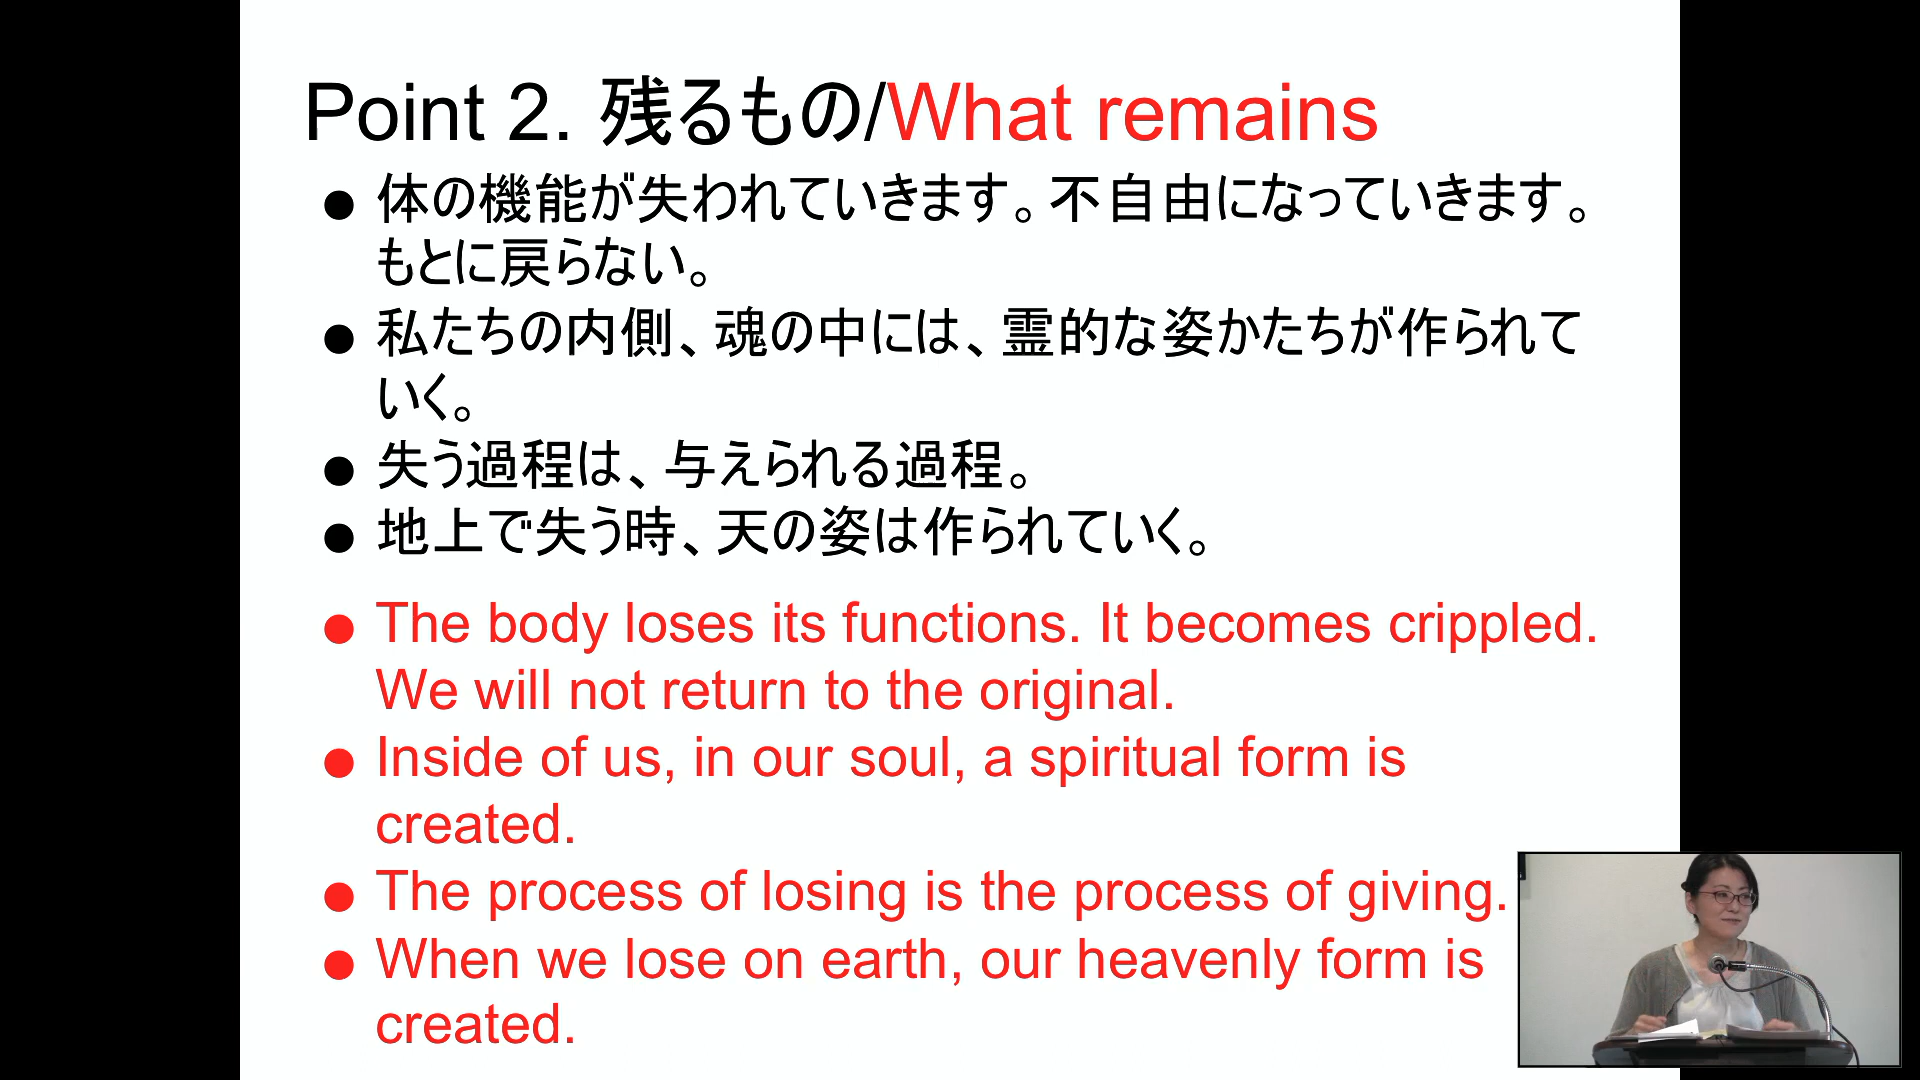 Point 2. 残るもの/What remains
● 体の機能が失われていきます。不自由になっていきます。
もとに戻らない。
● 私たちの内側、魂の中には、霊的な姿かたちが作られて
いく。
● 失う過程は、与えられる過程。
● 地上で失う時、天の姿は作られていく。
● The body loses its functions. It becomes crippled.
We will not return to the original.
● Inside of us, in our soul, a spiritual form is
created.
● The process of losing is the process of giving.
● When we lose on earth, our heavenly form is
created.